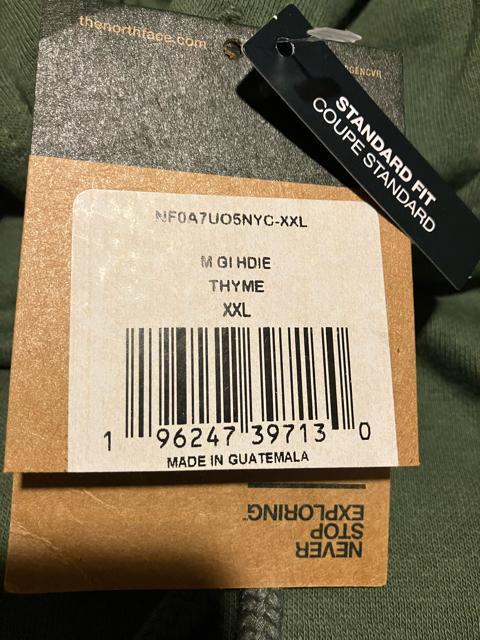 thenorthface.com
STANDARD FIT
COUPE STANDARD
NF0A7UO5NYC-XXL
M GI HDIE
THYME
XXL
1 96247 39713 0
MADE IN GUATEMALA
NEVER
STOP
EXPLORING